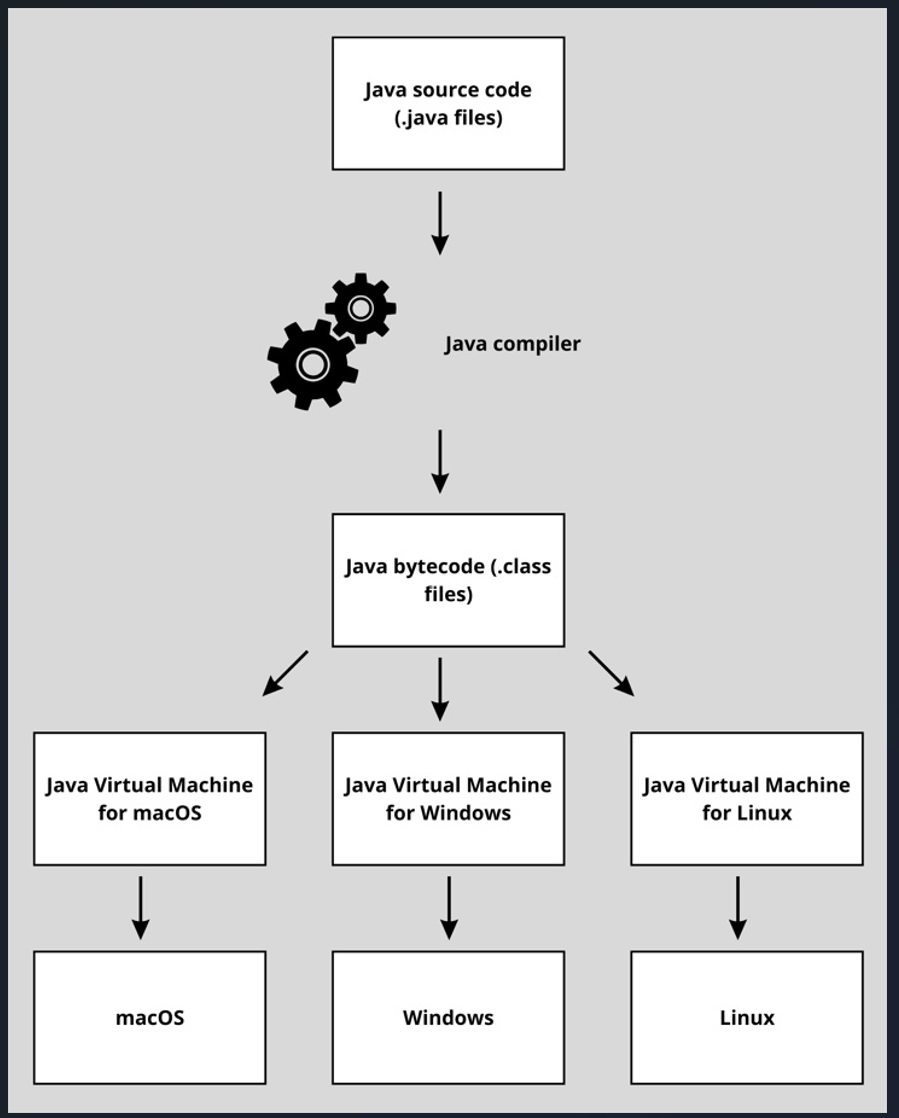 Java source code
(.java files)
Java compiler
Java bytecode (.class
files)
Java Virtual Machine
for macOS
Java Virtual Machine
for Windows
Java Virtual Machine
for Linux
macOS
Windows
Linux